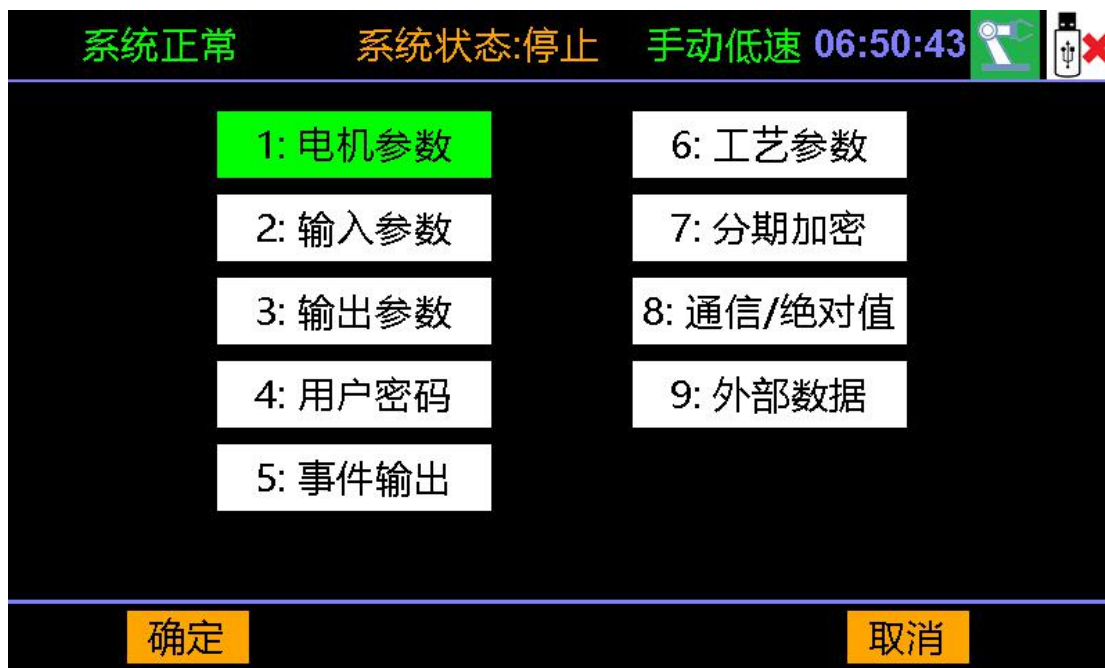 系统正常 系统状态:停止 手动低速 06:50:43
1: 电机参数
2: 输入参数
3: 输出参数
4: 用户密码
5: 事件输出
6: 工艺参数
7: 分期加密
8: 通信/绝对值
9: 外部数据
确定 取消